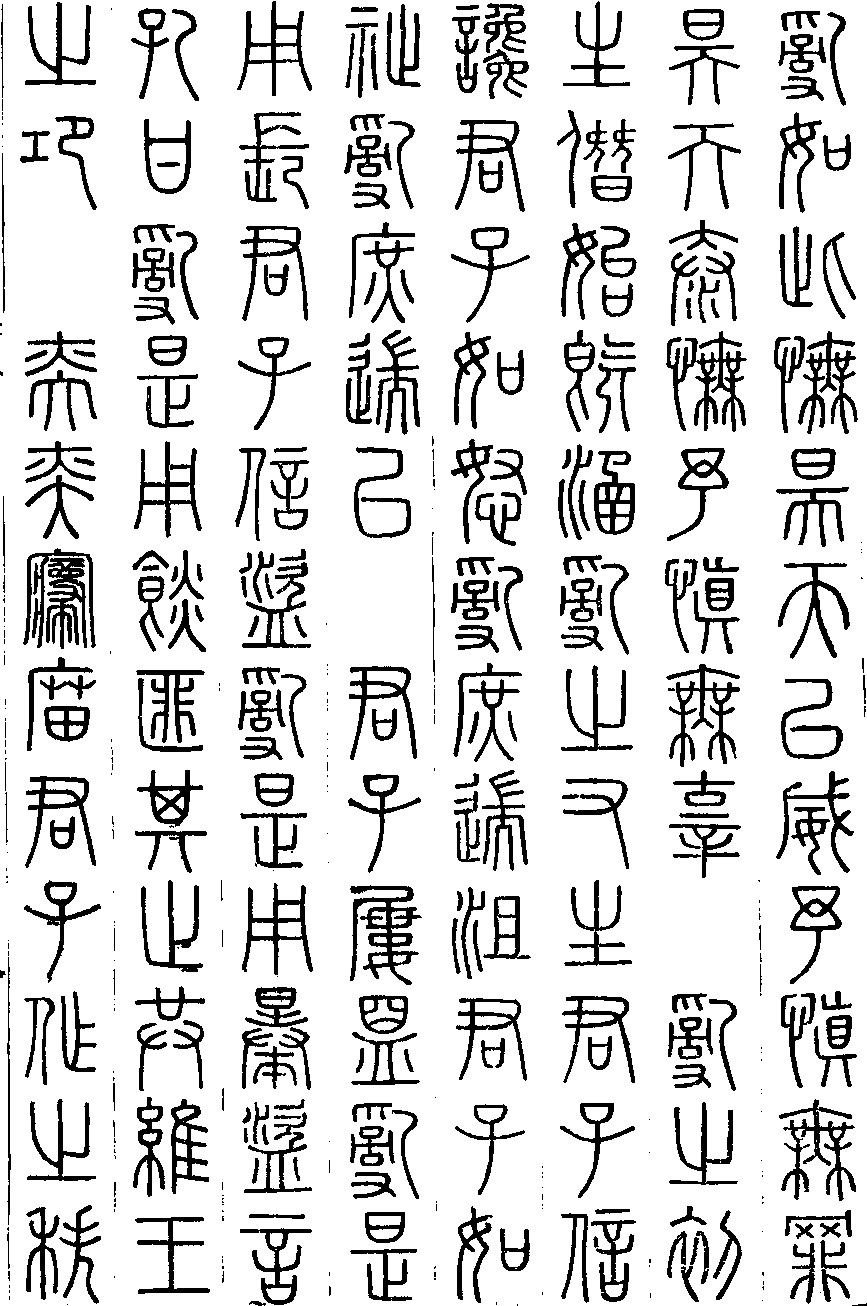 亂如此憮昊天已威予慎無罪
昊天泰憮予慎無辜　亂之初
生僭始既涵亂之又生君子信
讒君子如怒亂庶遄沮君子如
祉亂庶遄已　君子屢盟亂是
用長君子信盜亂是用暴盜言
孔甘亂是用餤匪其止共維王
之邛　奕奕寢廟君子作之秩